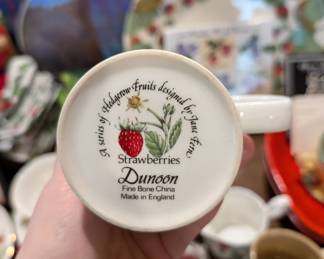 A series of Hedgerow Fruits designed by Jane Fern
Strawberries
Dunoon
Fine Bone China
Made in England